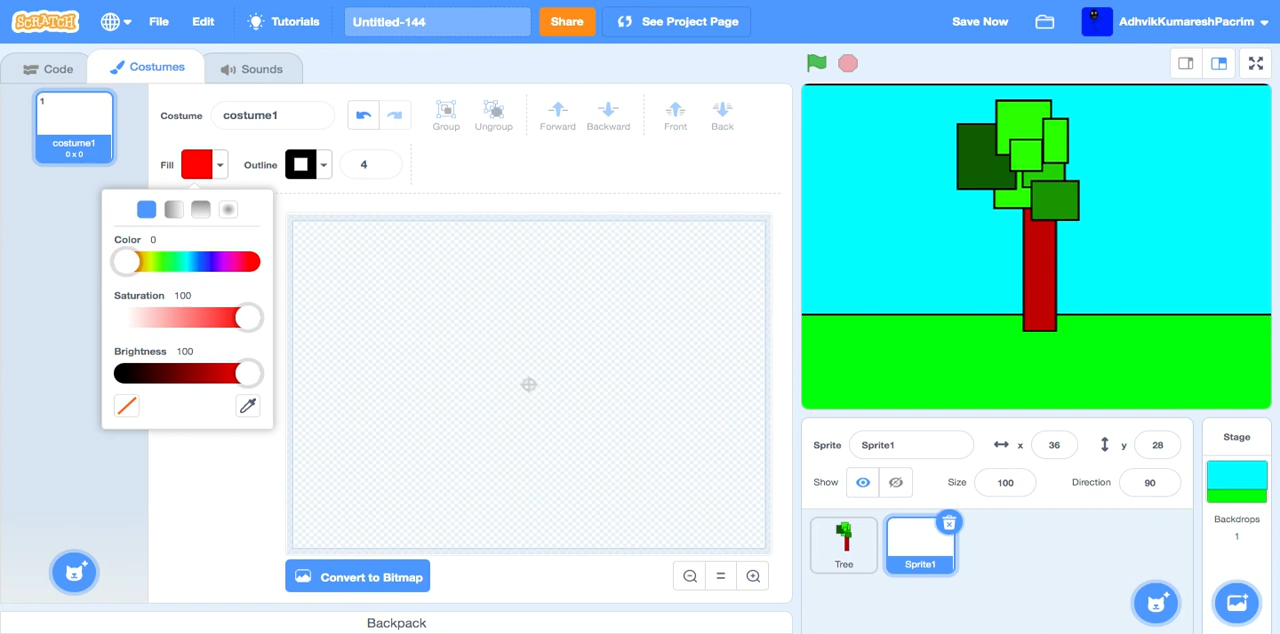 SCRATCH File Edit Tutorials Untitled-144 Share See Project Page Save Now AdhvikKumareshPacrim
Code Costumes Sounds
1
costume1
0 x 0
Costume costume1 Group Ungroup Forward Backward Front Back
Fill Outline 4
Color 0
Saturation 100
Brightness 100
Convert to Bitmap
Backpack
Sprite Sprite1 x 36 y 28
Show Size 100 Direction 90
Tree
Sprite1
Stage
Backdrops
1